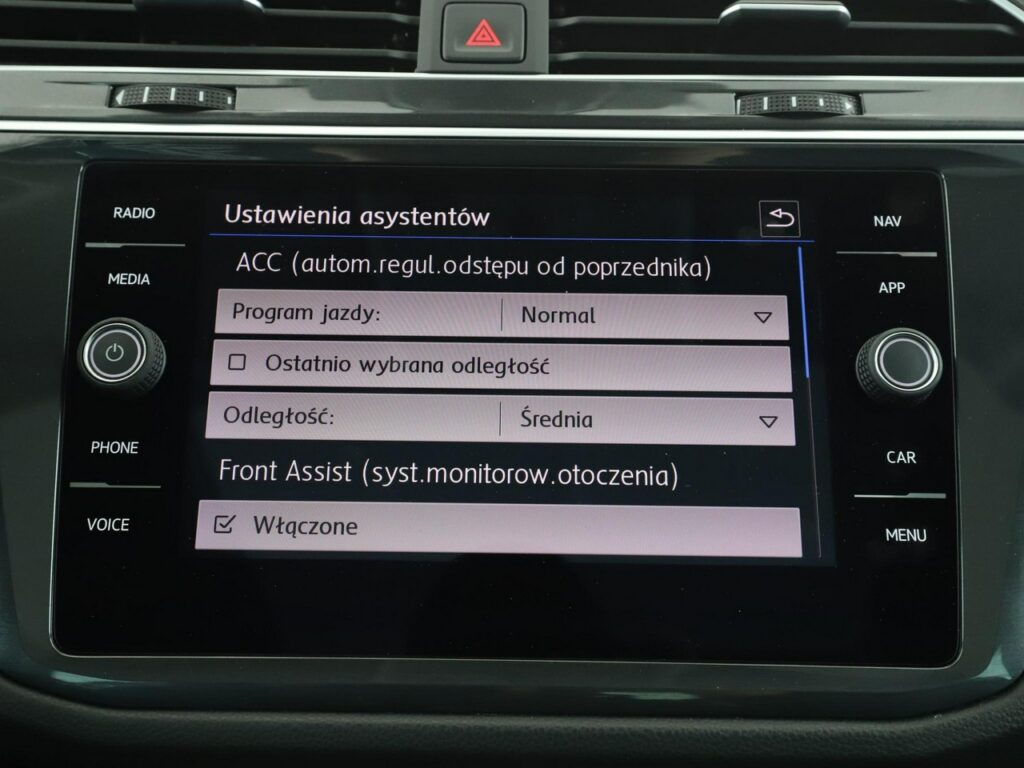 RADIO
MEDIA
PHONE
VOICE
Ustawienia asystentów
ACC (autom.regul.odstępu od poprzednika)
Program jazdy: Normal
Ostatnio wybrana odległość
Odległość: Średnia
Front Assist (syst.monitorow.otoczenia)
Włączone
NAV
APP
CAR
MENU